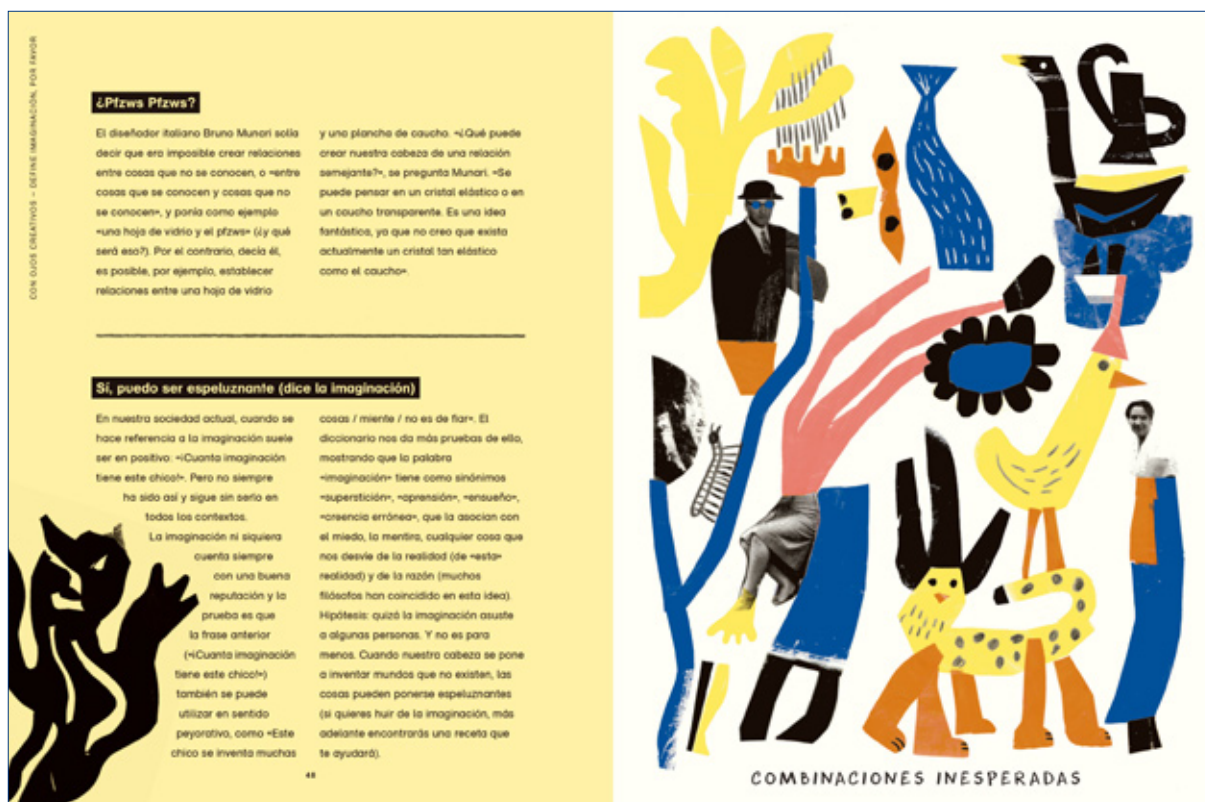 CON OJOS CREATIVOS – DEFINE IMAGINACIÓN, POR FAVOR
¿Pfzws Pfzws?
El diseñador italiano Bruno Munari solía
decir que era imposible crear relaciones
entre cosas que no se conocen, o «entre
cosas que se conocen y cosas que no
se conocen», y ponía como ejemplo
«una hoja de vidrio y el pfzws» (¿y qué
será eso?). Por el contrario, decía él,
es posible, por ejemplo, establecer
relaciones entre una hoja de vidrio
y una plancha de caucho. «¿Qué puede
crear nuestra cabeza de una relación
semejante?», se pregunta Munari. «Se
puede pensar en un cristal elástico o en
un caucho transparente. Es una idea
fantástica, ya que no creo que exista
actualmente un cristal tan elástico
como el caucho».
Sí, puedo ser espeluznante (dice la imaginación)
En nuestra sociedad actual, cuando se
hace referencia a la imaginación suele
ser en positivo: «¡Cuanta imaginación
tiene este chico!». Pero no siempre
ha sido así y sigue sin serlo en
todos los contextos.
La imaginación ni siquiera
cuenta siempre
con una buena
reputación y la
prueba es que
la frase anterior
(«¡Cuanta imaginación
tiene este chico!»)
también se puede
utilizar en sentido
peyorativo, como «Este
chico se inventa muchas
cosas / miente / no es de fiar». El
diccionario nos da más pruebas de ello,
mostrando que la palabra
«imaginación» tiene como sinónimos
«superstición», «aprensión», «ensueño»,
«creencia errónea», que la asocian con
el miedo, la mentira, cualquier cosa que
nos desvíe de la realidad (de «esta»
realidad) y de la razón (muchos
filósofos han coincidido en esta idea).
Hipótesis: quizá la imaginación asuste
a algunas personas. Y no es para
menos. Cuando nuestra cabeza se pone
a inventar mundos que no existen, las
cosas pueden ponerse espeluznantes
(si quieres huir de la imaginación, más
adelante encontrarás una receta que
te ayudará).
COMBINACIONES INESPERADAS